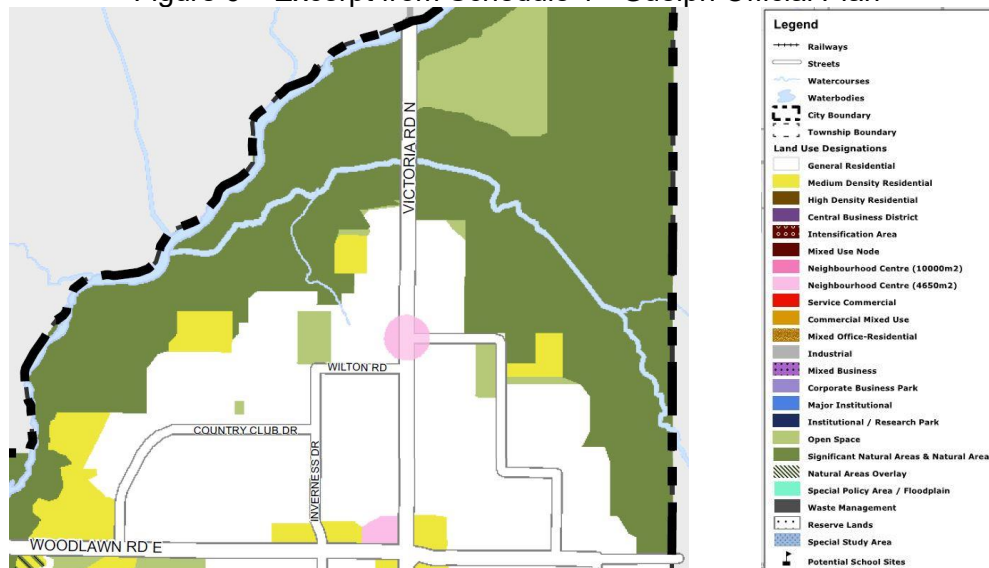 Excerpt from Schedule
Guelph Official Plan
VICTORIA RD N
WILTON RD
COUNTRY CLUB DR
INVERNESS DR
WOODLAWN RD E
Legend
Railways
Streets
Watercourses
Waterbodies
City Boundary
Township Boundary
Land Use Designations
General Residential
Medium Density Residential
High Density Residential
Central Business District
Intensification Area
Mixed Use Node
Neighbourhood Centre (10000m2)
Neighbourhood Centre (4650m2)
Service Commercial
Commercial Mixed Use
Mixed Office-Residential
Industrial
Mixed Business
Corporate Business Park
Major Institutional
Institutional / Research Park
Open Space
Significant Natural Areas & Natural Area
Natural Areas Overlay
Special Policy Area / Floodplain
Waste Management
Reserve Lands
Special Study Area
Potential School Sites